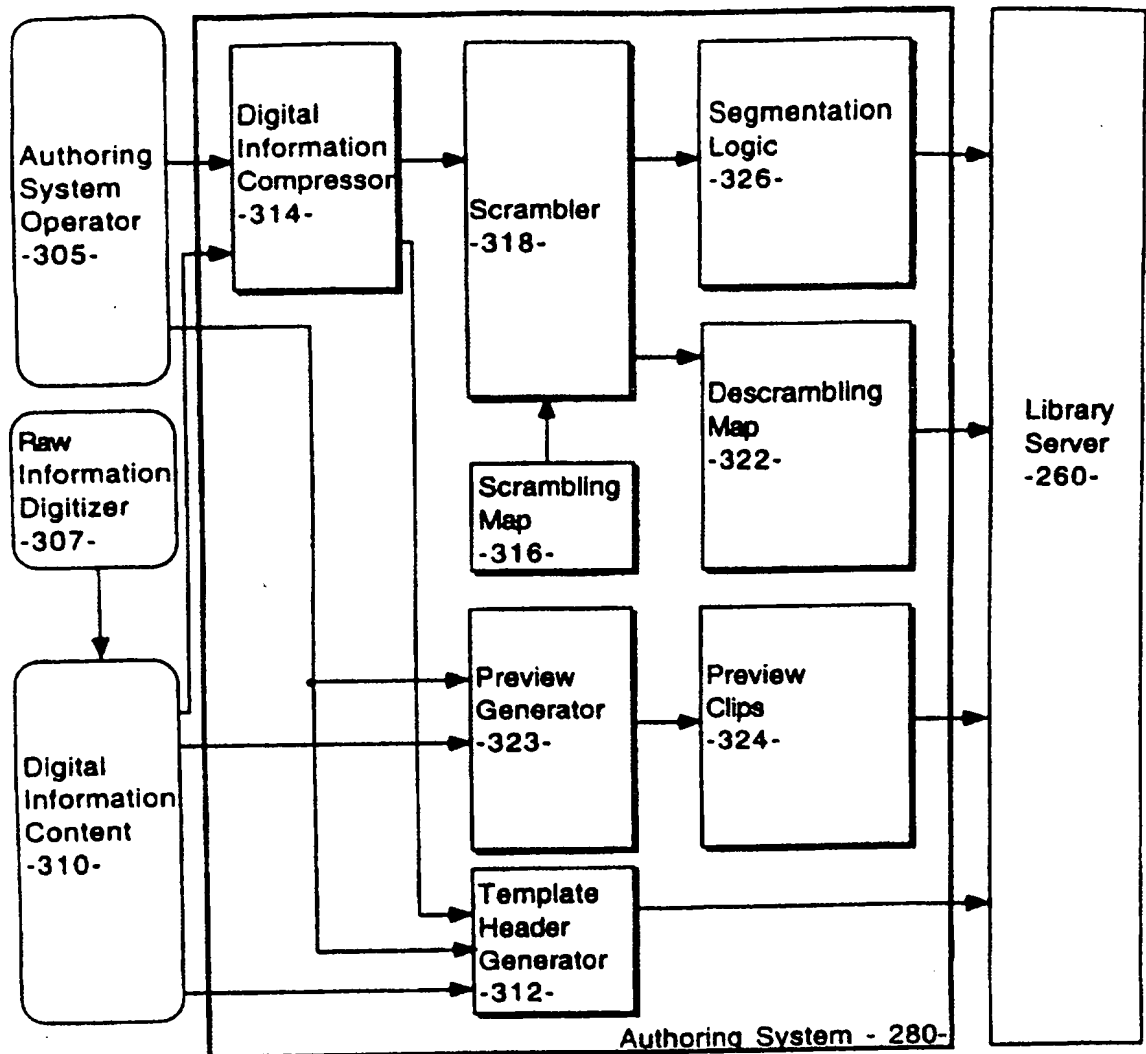 Authoring
System
Operator
-305-
Digital
Information
Compressor
-314-
Scrambler
-318-
Segmentation
Logic
-326-
Raw
Information
Digitizer
-307-
Scrambling
Map
-316-
Descrambling
Map
-322-
Library
Server
-260-
Digital
Information
Content
-310-
Preview
Generator
-323-
Preview
Clips
-324-
Template
Header
Generator
-312-
Authoring System - 280-